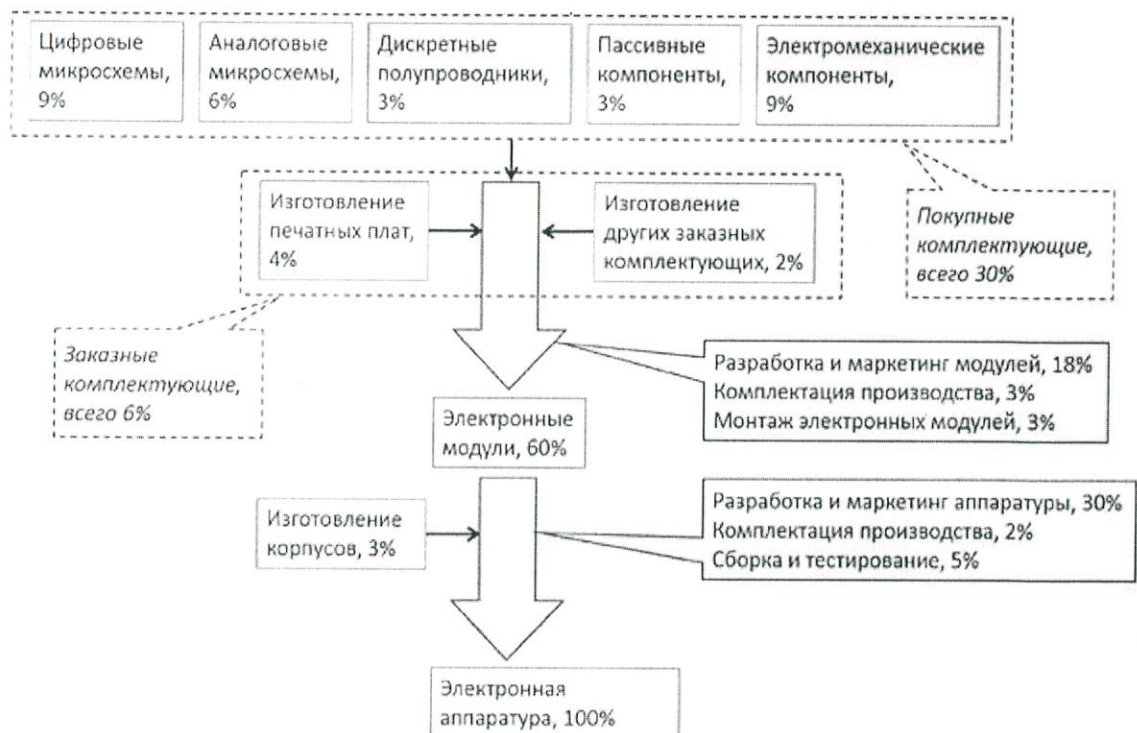 Цифровые
микросхемы,
9%
Аналоговые
микросхемы,
6%
Дискретные
полупроводники,
3%
Пассивные
компоненты,
3%
Электромеханические
компоненты,
9%
Изготовление
печатных плат,
4%
Изготовление
других заказных
комплектующих, 2%
Покупные
комплектующие,
всего 30%
Заказные
комплектующие,
всего 6%
Разработка и маркетинг модулей, 18%
Комплектация производства, 3%
Монтаж электронных модулей, 3%
Электронные
модули, 60%
Изготовление
корпусов, 3%
Разработка и маркетинг аппаратуры, 30%
Комплектация производства, 2%
Сборка и тестирование, 5%
Электронная
аппаратура, 100%